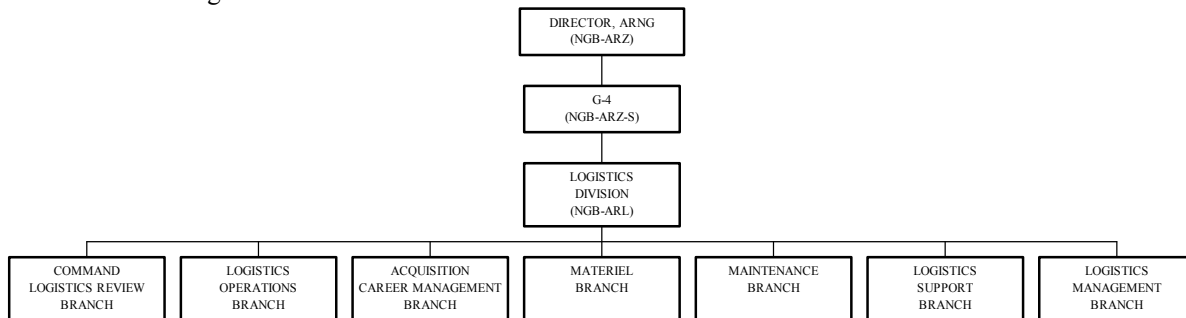 DIRECTOR, ARNG
(NGB-ARZ)
G-4
(NGB-ARZ-S)
LOGISTICS
DIVISION
(NGB-ARL)
COMMAND
LOGISTICS REVIEW
BRANCH
LOGISTICS
OPERATIONS
BRANCH
ACQUISITION
CAREER MANAGEMENT
BRANCH
MATERIEL
BRANCH
MAINTENANCE
BRANCH
LOGISTICS
SUPPORT
BRANCH
LOGISTICS
MANAGEMENT
BRANCH